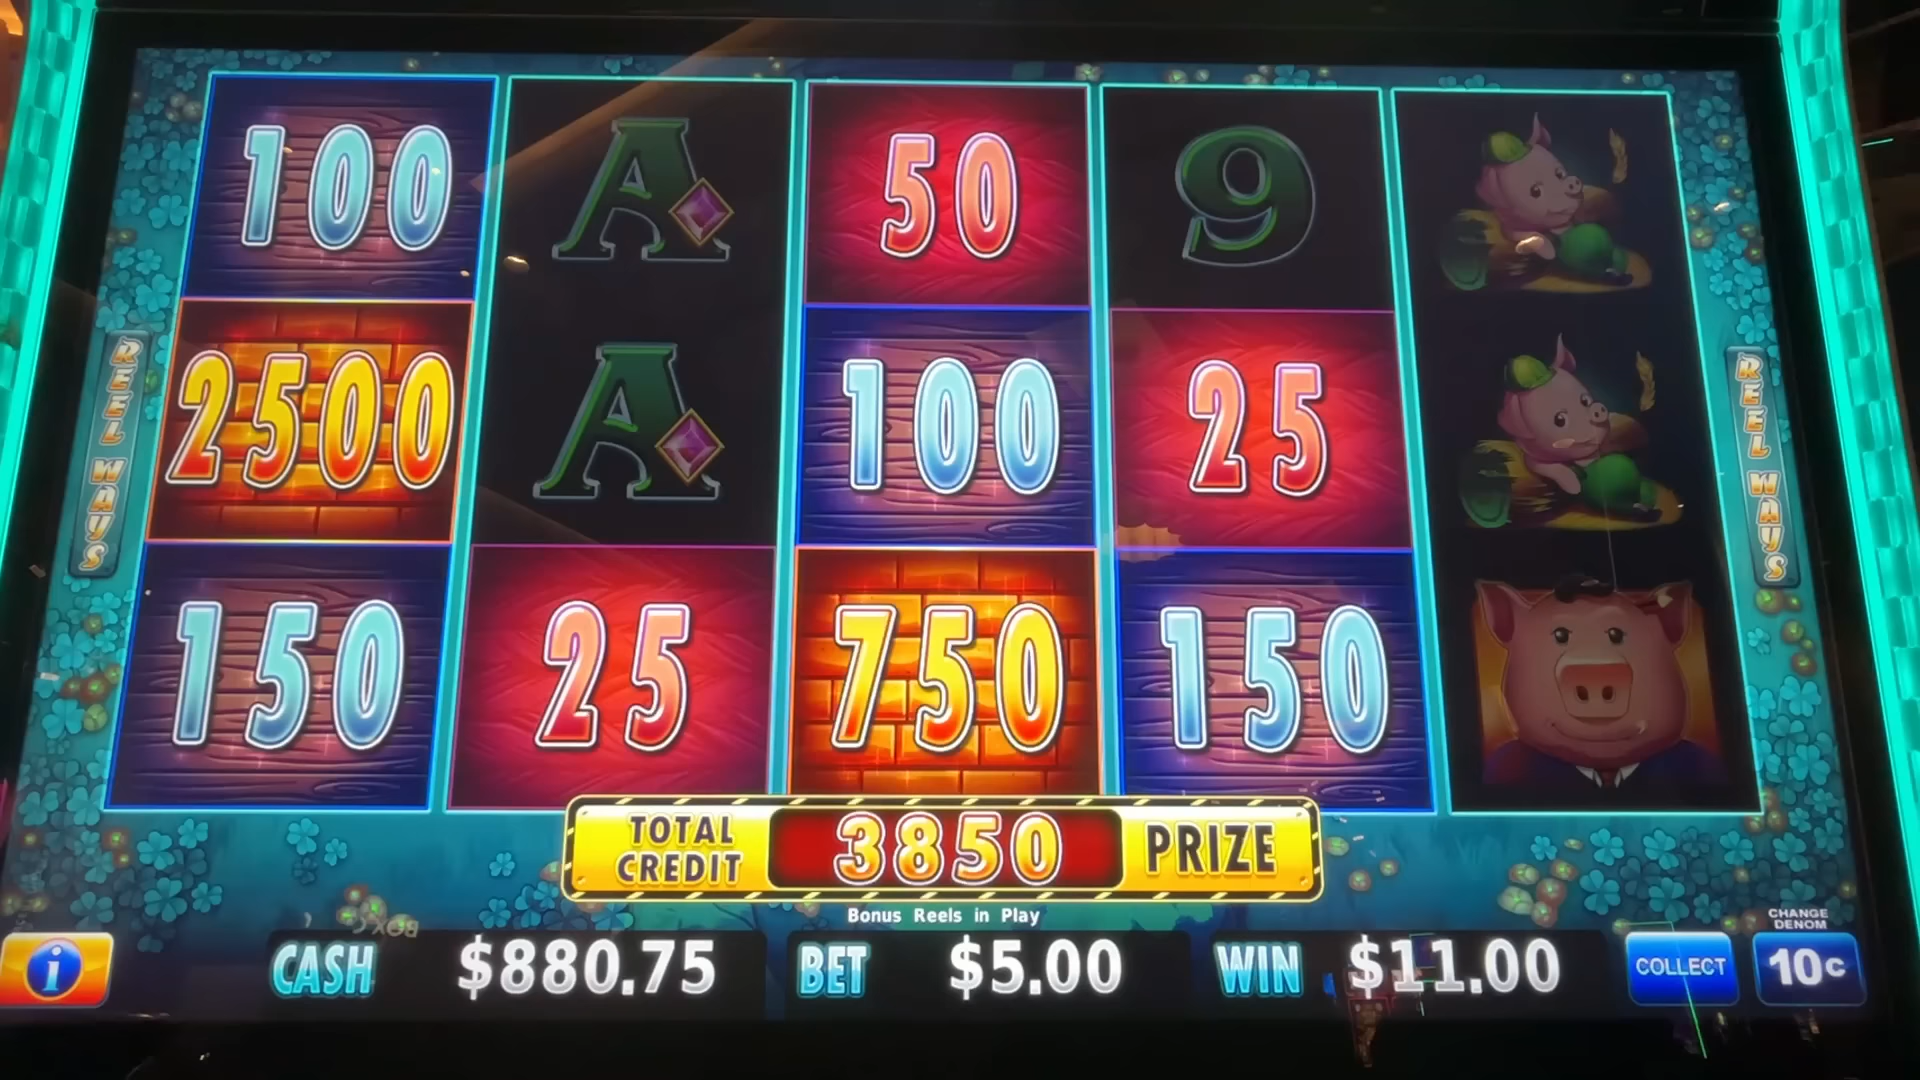 100
A
50
9
2500
A
100
25
150
25
750
150
REEL WAYS
REEL WAYS
TOTAL CREDIT 3850 PRIZE
Bonus Reels in Play
CHANGE
DENOM
i CASH $880.75 BET $5.00 WIN $11.00 COLLECT 10¢